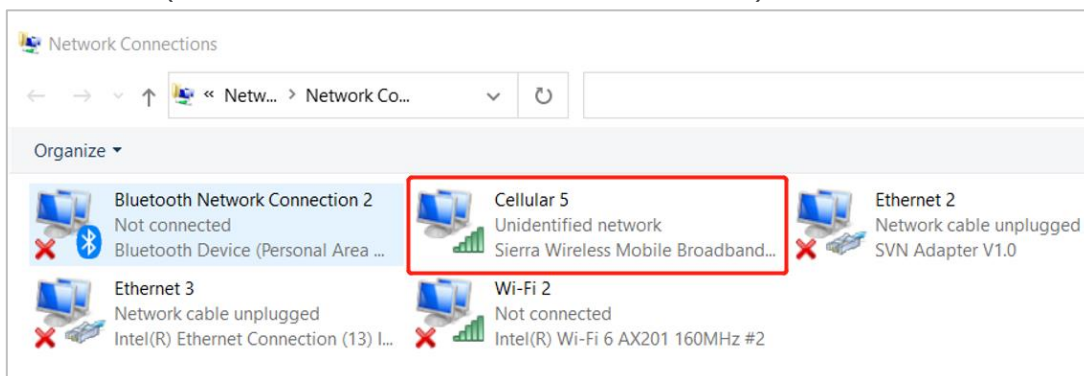 Network Connections
« Netw... > Network Co...
Organize
Bluetooth Network Connection 2
Not connected
Bluetooth Device (Personal Area ...
Cellular 5
Unidentified network
Sierra Wireless Mobile Broadband...
Ethernet 2
Network cable unplugged
SVN Adapter V1.0
Ethernet 3
Network cable unplugged
Intel(R) Ethernet Connection (13) I...
Wi-Fi 2
Not connected
Intel(R) Wi-Fi 6 AX201 160MHz #2